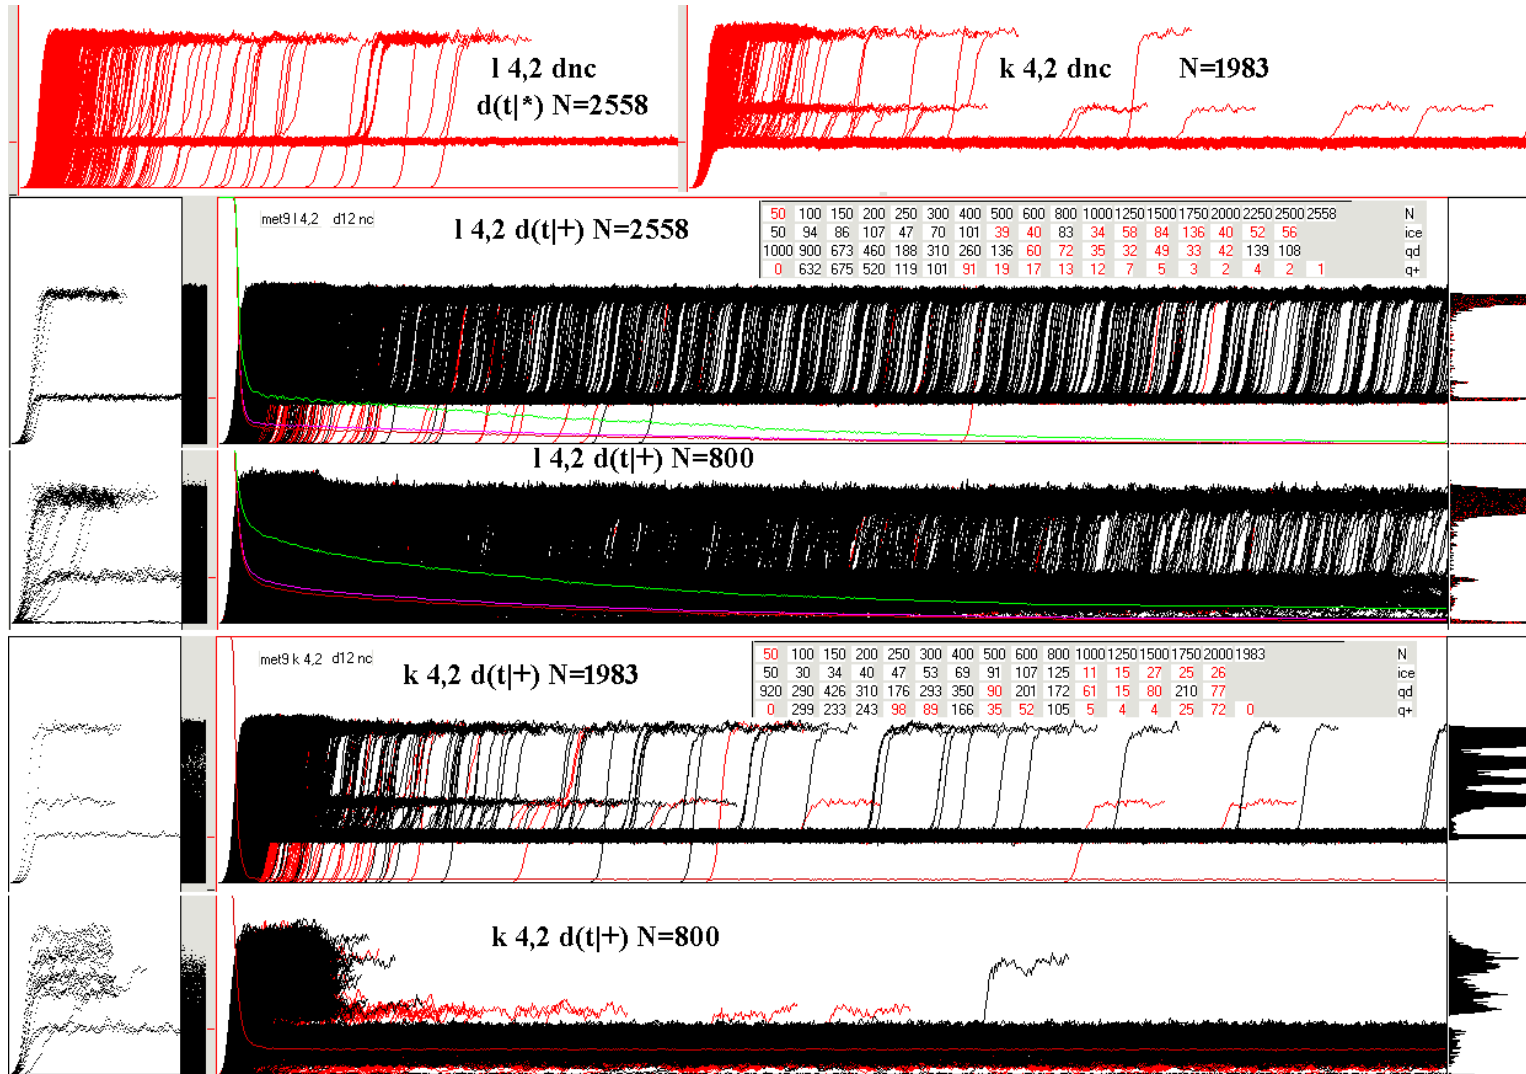 l 4,2 dnc
d(t|*) N=2558
k 4,2 dnc N=1983
met9 l 4,2 d12 nc
l 4,2 d(t|+) N=2558
50 100 150 200 250 300 400 500 600 800 1000 1250 1500 1750 2000 2250 2500 2558 N
50 94 86 107 47 70 101 39 40 83 34 58 84 136 40 52 56 ice
1000 900 673 460 188 310 260 136 60 72 35 32 49 33 42 139 108 qd
0 632 675 520 119 101 91 19 17 13 12 7 5 3 2 4 2 1 q+
l 4,2 d(t|+) N=800
met9 k 4,2 d12 nc
k 4,2 d(t|+) N=1983
50 100 150 200 250 300 400 500 600 800 1000 1250 1500 1750 2000 1983 N
50 30 34 40 47 53 69 91 107 125 11 15 27 25 26 ice
920 290 426 310 176 293 350 90 201 172 61 15 80 210 77 qd
0 299 233 243 98 89 166 35 52 105 5 4 4 25 72 0 q+
k 4,2 d(t|+) N=800